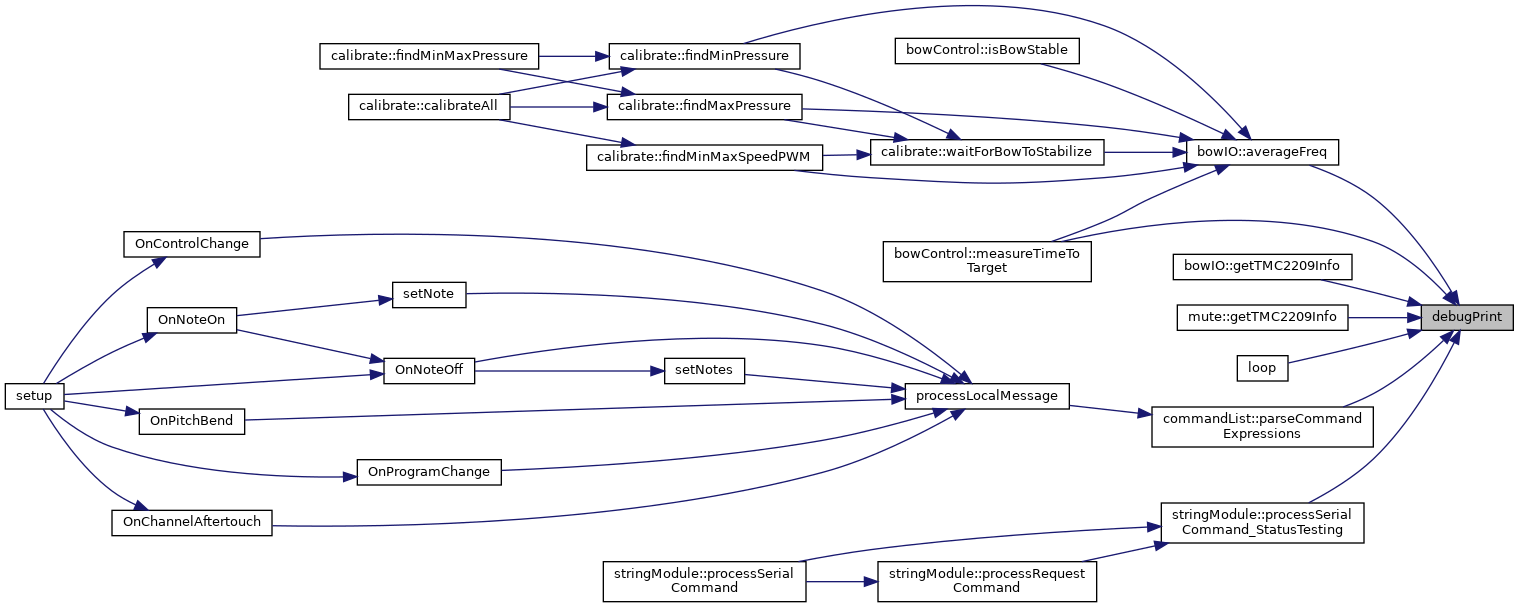 calibrate::findMinMaxPressure
calibrate::findMinPressure
bowControl::isBowStable
calibrate::calibrateAll
calibrate::findMaxPressure
calibrate::findMinMaxSpeedPWM
calibrate::waitForBowToStabilize
bowIO::averageFreq
OnControlChange
bowControl::measureTimeTo
Target
bowIO::getTMC2209Info
setNote
OnNoteOn
mute::getTMC2209Info
debugPrint
OnNoteOff
setNotes
loop
setup
processLocalMessage
OnPitchBend
commandList::parseCommand
Expressions
OnProgramChange
OnChannelAftertouch
stringModule::processSerial
Command_StatusTesting
stringModule::processSerial
Command
stringModule::processRequest
Command